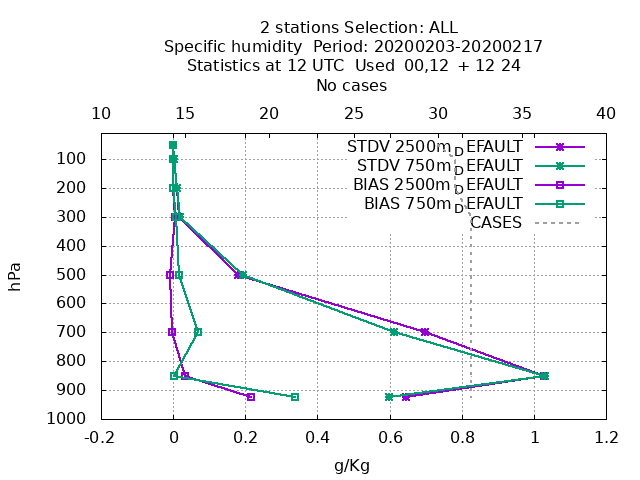 2 stations Selection: ALL
Specific humidity  Period: 20200203-20200217
Statistics at 12 UTC  Used  00,12  + 12 24
No cases
10 15 20 25 30 35 40
STDV 2500m_DEFAULT
STDV 750m_DEFAULT
BIAS 2500m_DEFAULT
BIAS 750m_DEFAULT
CASES
100
200
300
400
500
600
700
800
900
1000
hPa
-0.2 0 0.2 0.4 0.6 0.8 1 1.2
g/Kg